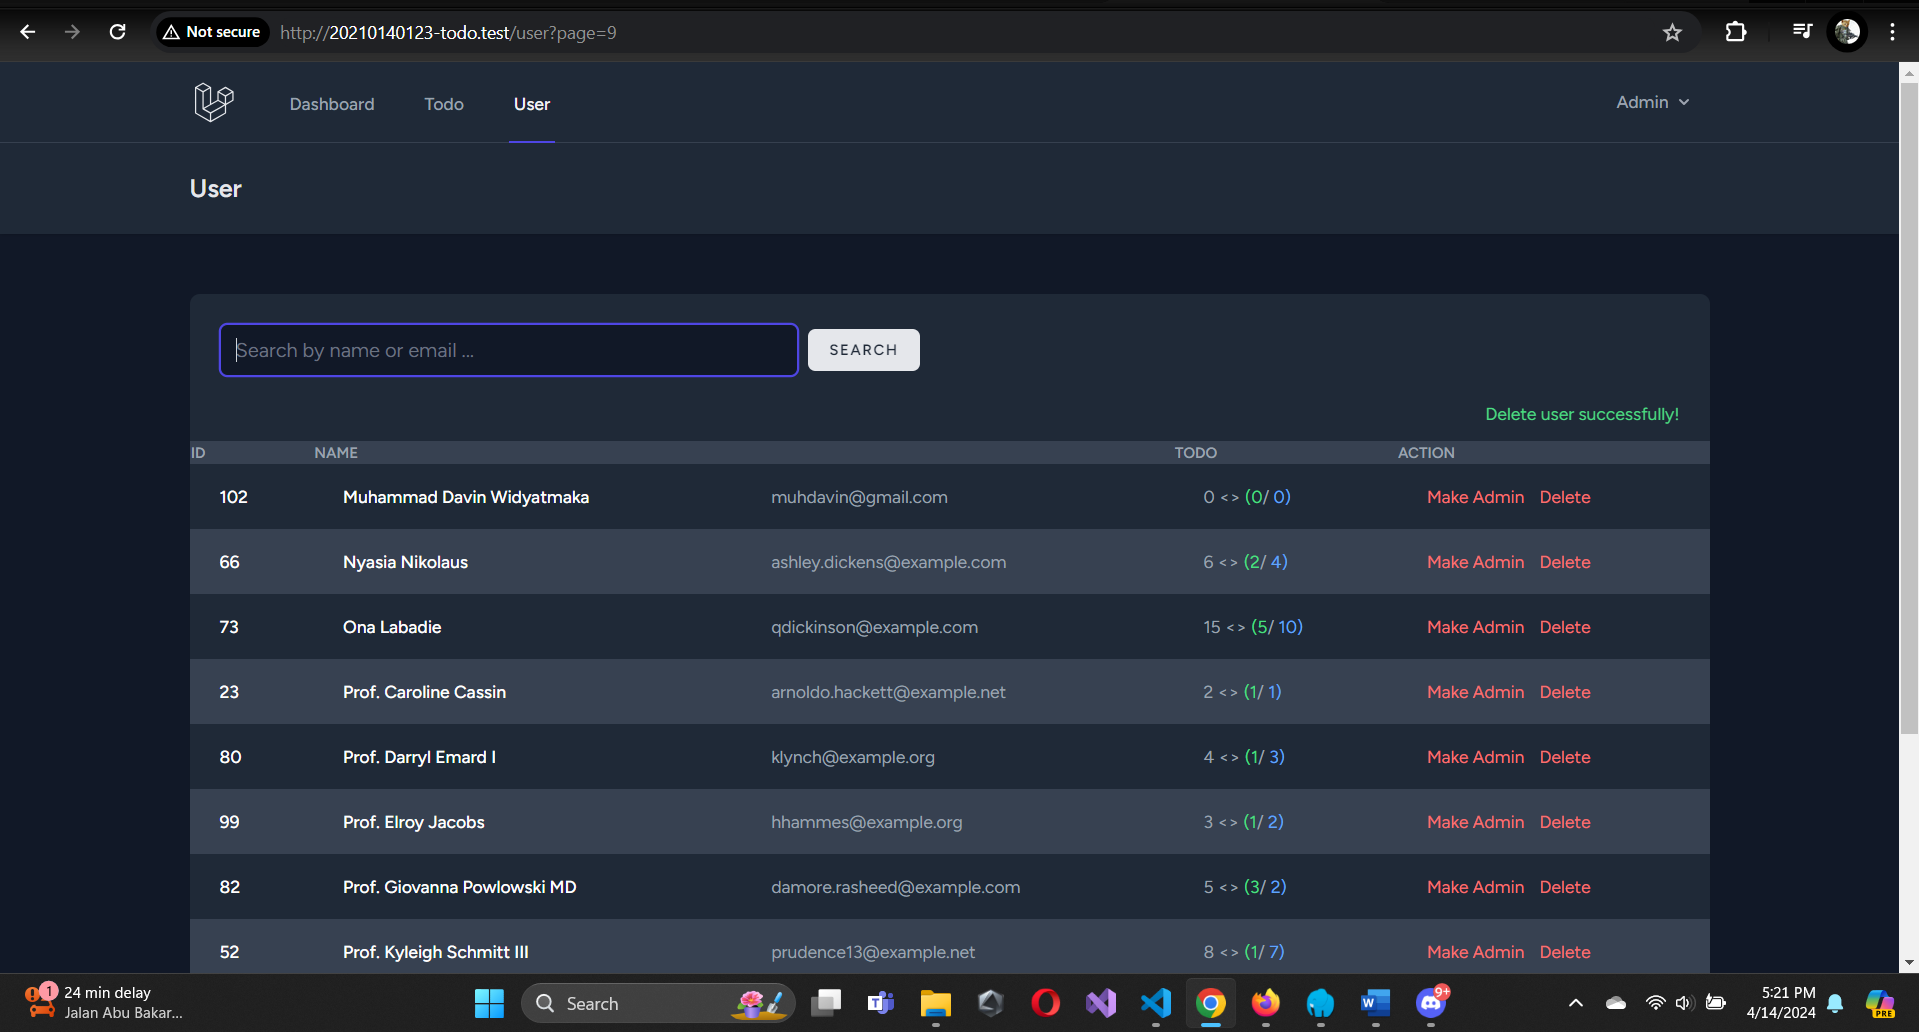 Not secure http://20210140123-todo.test/user?page=9
Dashboard Todo User Admin
User
Search by name or email ... SEARCH
Delete user successfully!
ID NAME TODO ACTION
102 Muhammad Davin Widyatmaka muhdavin@gmail.com 0 <> (0/ 0) Make Admin Delete
66 Nyasia Nikolaus ashley.dickens@example.com 6 <> (2/ 4) Make Admin Delete
73 Ona Labadie qdickinson@example.com 15 <> (5/ 10) Make Admin Delete
23 Prof. Caroline Cassin arnoldo.hackett@example.net 2 <> (1/ 1) Make Admin Delete
80 Prof. Darryl Emard I klynch@example.org 4 <> (1/ 3) Make Admin Delete
99 Prof. Elroy Jacobs hhammes@example.org 3 <> (1/ 2) Make Admin Delete
82 Prof. Giovanna Powlowski MD damore.rasheed@example.com 5 <> (3/ 2) Make Admin Delete
52 Prof. Kyleigh Schmitt III prudence13@example.net 8 <> (1/ 7) Make Admin Delete
1 24 min delay
Jalan Abu Bakar...
Search
9+
5:21 PM
4/14/2024
PRE